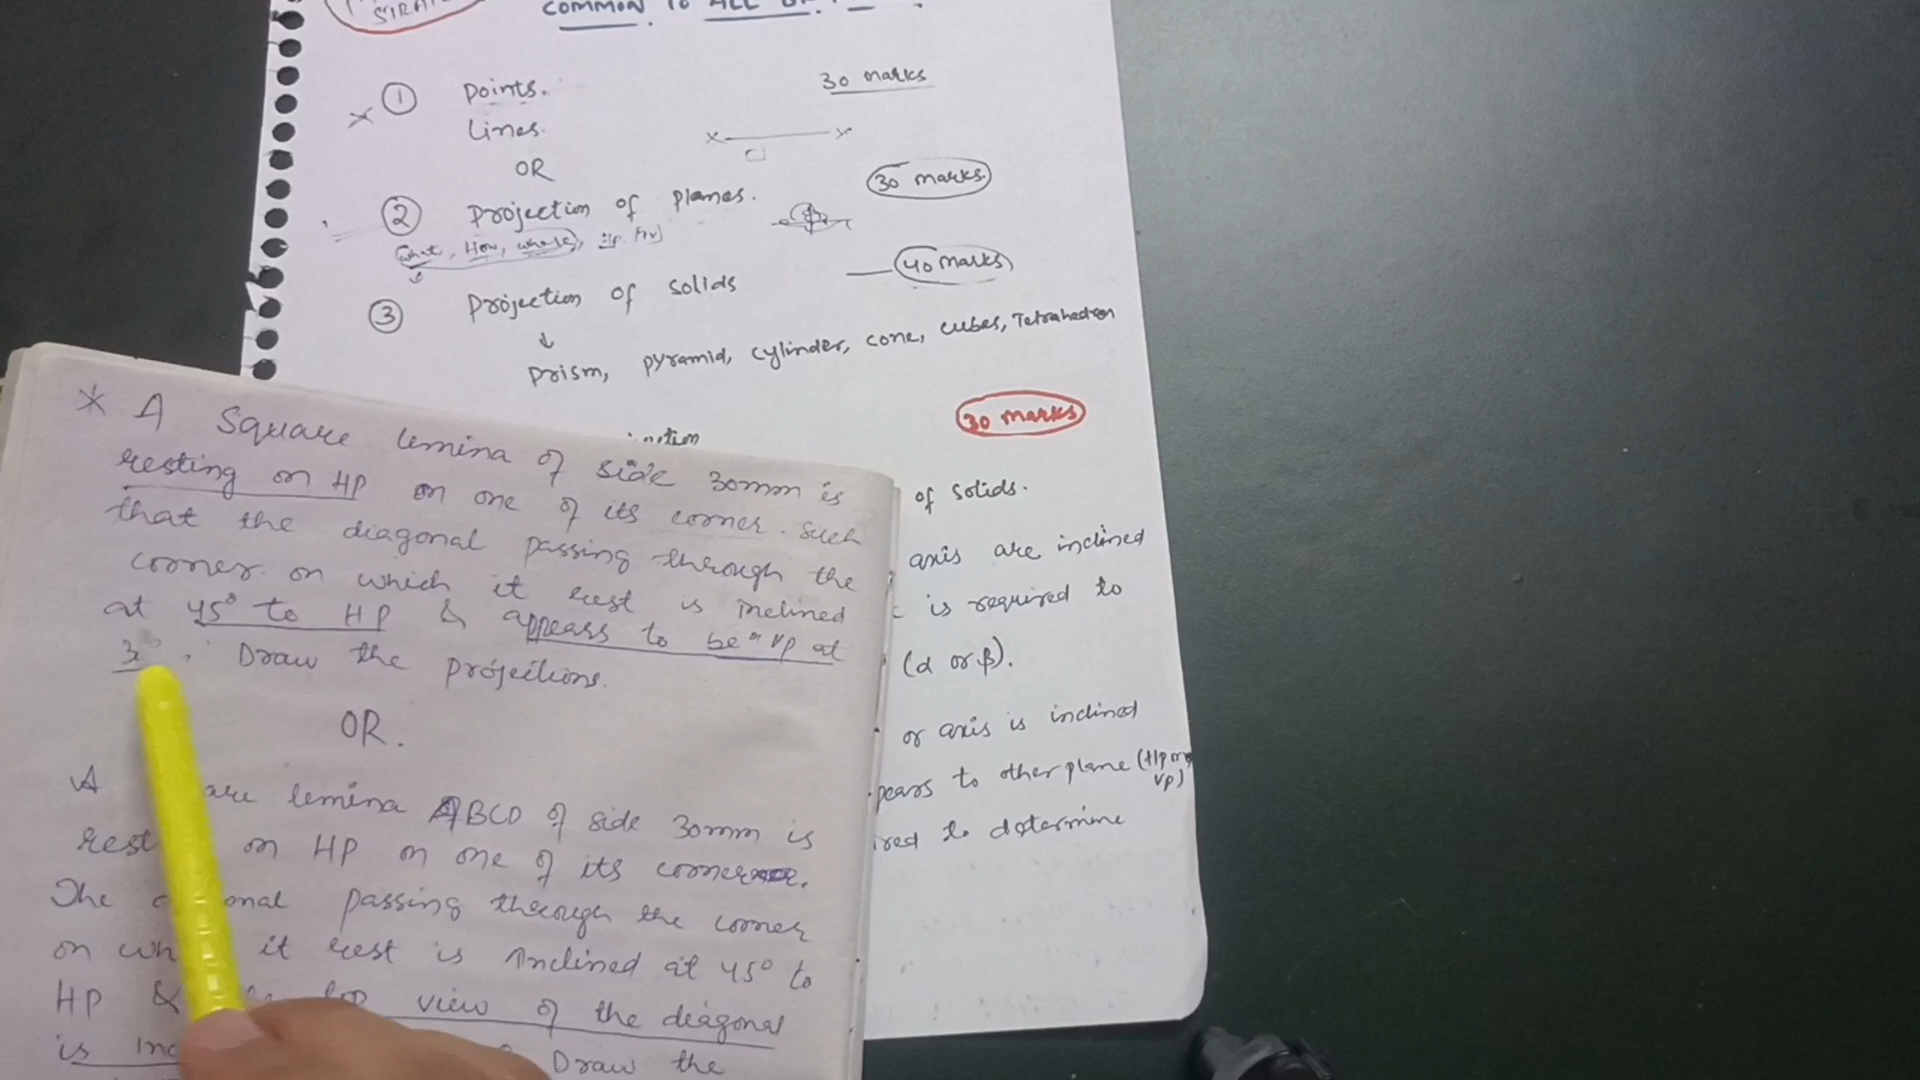 COMMON TO ALL
① Points. 30 marks
Lines.
OR
② Projection of planes. 30 marks
what, How, where,
③ Projection of solids 40 marks
Prism, pyramid, cylinder, cone, cubes, Tetrahedron
30 marks
of solids.
axis are inclined
is required to
(α or β).
or axis is inclined
to other plane (Hp or
vp)
to determine
* A Square lemina of side 30mm is
resting on HP on one of its corner. Such
that the diagonal passing through the
corner on which it rest is inclined
at 45° to HP & appears to be " VP at
Draw the projections.
OR.
A lemina ABCD of side 30mm is
rest on HP on one of its corner.
The passing through the corner
on it rest is inclined at 45° to
HP & view of the diagonal
is Draw the